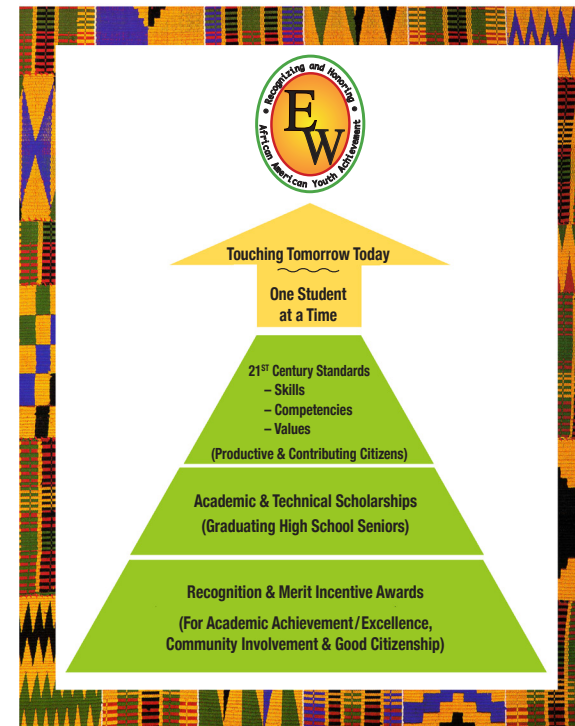 • Recognizing and Honoring •
African American Youth Achievement
EW
Touching Tomorrow Today
One Student
at a Time
21ST Century Standards
– Skills
– Competencies
– Values
(Productive & Contributing Citizens)
Academic & Technical Scholarships
(Graduating High School Seniors)
Recognition & Merit Incentive Awards
(For Academic Achievement/Excellence,
Community Involvement & Good Citizenship)